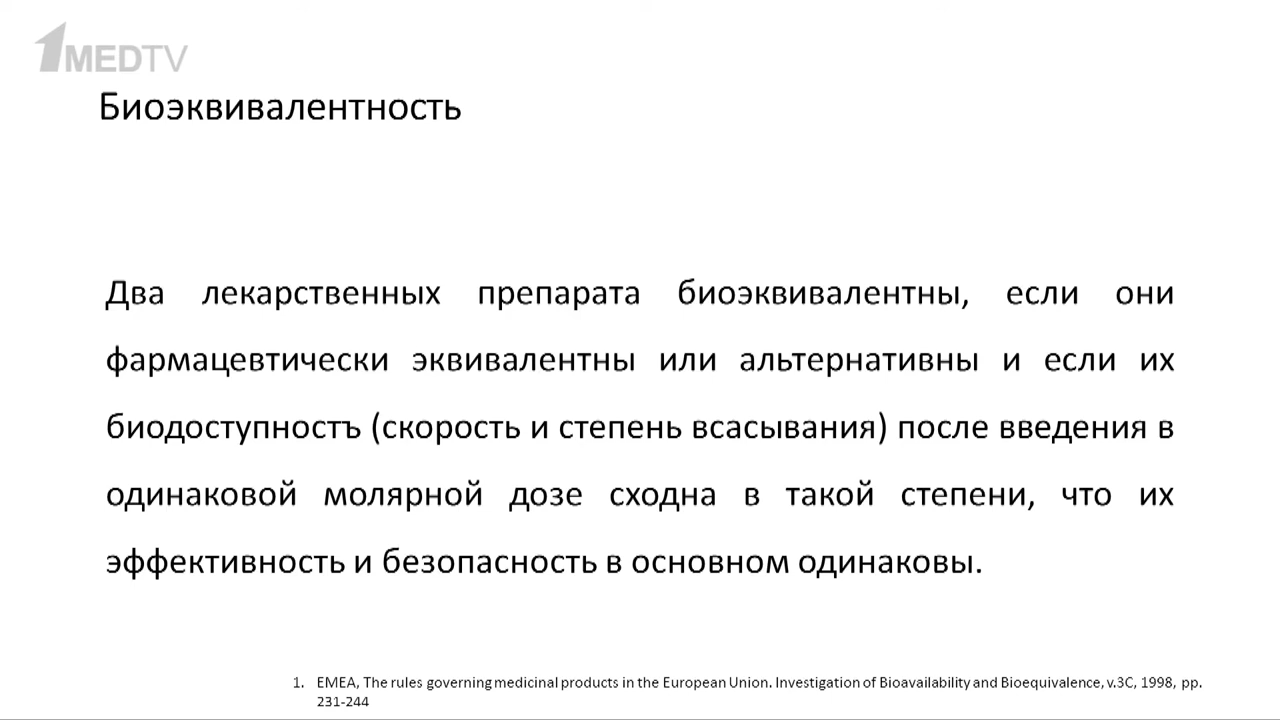 1MEDTV
Биоэквивалентность
Два лекарственных препарата биоэквивалентны, если они
фармацевтически эквивалентны или альтернативны и если их
биодоступностъ (скорость и степень всасывания) после введения в
одинаковой молярной дозе сходна в такой степени, что их
эффективность и безопасность в основном одинаковы.
1. EMEA, The rules governing medicinal products in the European Union. Investigation of Bioavailability and Bioequivalence, v.3C, 1998, pp.
231-244